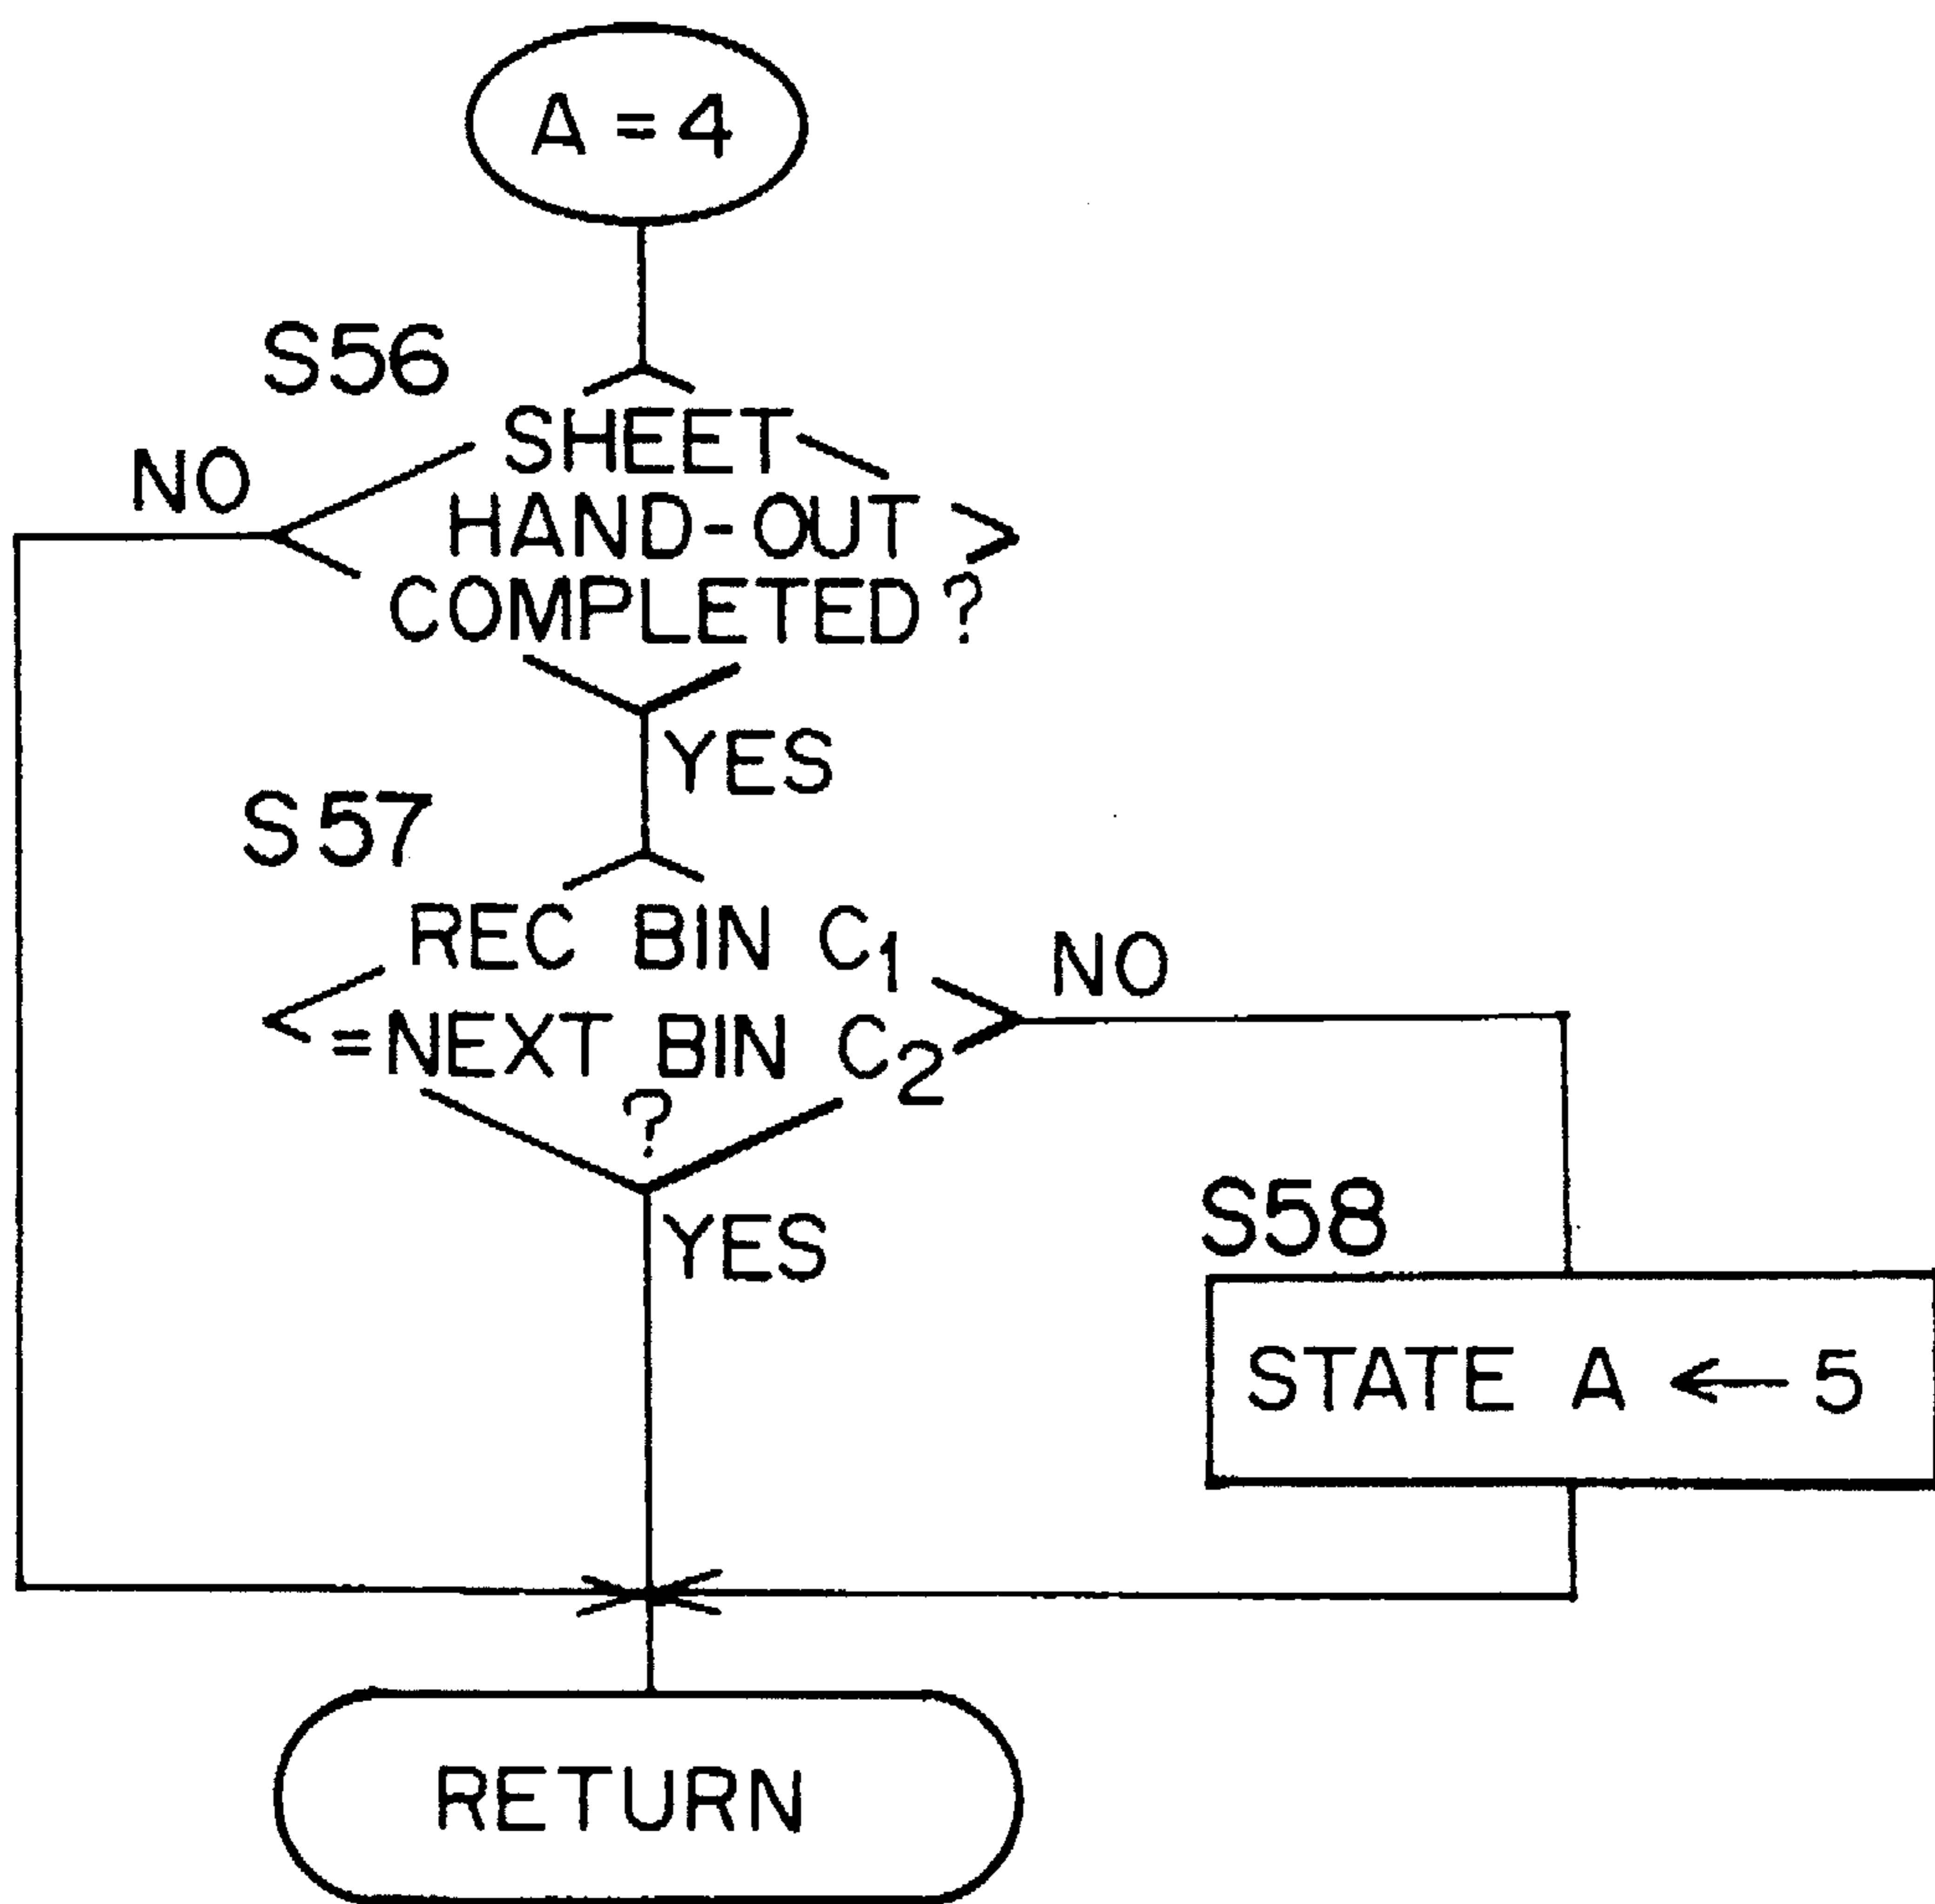 A = 4
S56
NO
SHEET
HAND-OUT
COMPLETED?
YES
S57
REC BIN C₁
=NEXT BIN C₂
?
NO
YES
S58
STATE A ← 5
RETURN